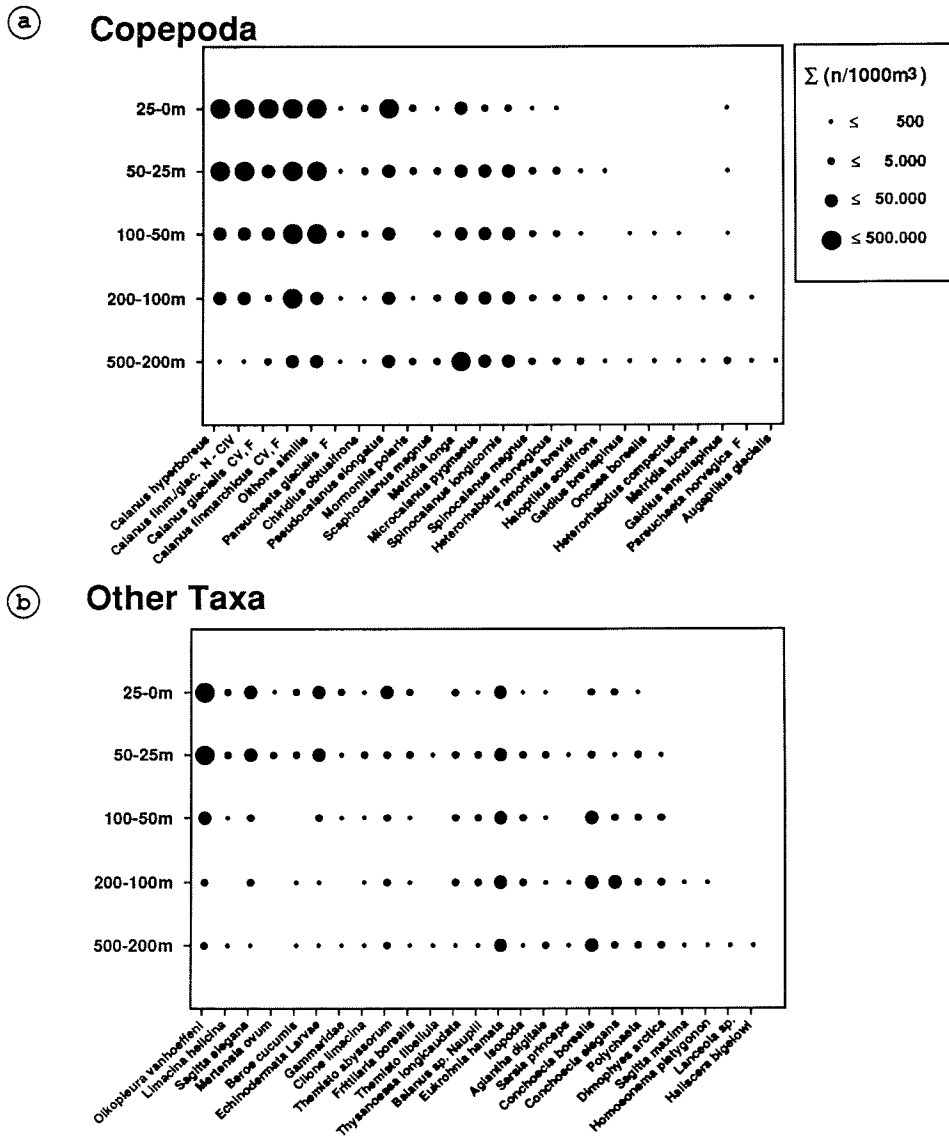 a
Copepoda
Σ (n/1000m3)
≤ 500
≤ 5.000
≤ 50.000
≤ 500.000
25-0m
50-25m
100-50m
200-100m
500-200m
Calanus hyperboreus
Calanus finm./glac. N - CIV
Calanus glacialis CV, F
Calanus finmarchicus CV, F
Oithona similis
Pareuchaeta glacialis F
Chiridius obtusifrons
Pseudocalanus elongatus
Mormonilla polaris
Scaphocalanus magnus
Metridia longa
Microcalanus pygmaeus
Spinocalanus longicornis
Spinocalanus magnus
Heterorhabdus norvegicus
Temorites brevis
Haloptilus acutifrons
Gaidius brevispinus
Oncaea borealis
Heterorhabdus compactus
Metridia lucens
Gaidius tennuispinus
Pareuchaeta norvegica F
Augaptilus glacialis
b
Other Taxa
25-0m
50-25m
100-50m
200-100m
500-200m
Oikopleura vanhoeffeni
Limacina helicina
Sagitta elegans
Mertensia ovum
Beroe cucumis
Echinodermata Larvae
Gammaridae
Clione limacina
Themisto abyssorum
Fritillaria borealis
Themisto libellula
Thysanoessa longicaudata
Balanus sp. Nauplii
Eukrohnia hamata
Isopoda
Aglantha digitale
Sarsia princeps
Conchoecia borealis
Conchoecia elegans
Polychaeta
Dimophyes arctica
Sagitta maxima
Homoeonema platygonon
Lanceola sp.
Haliscera bigelowi